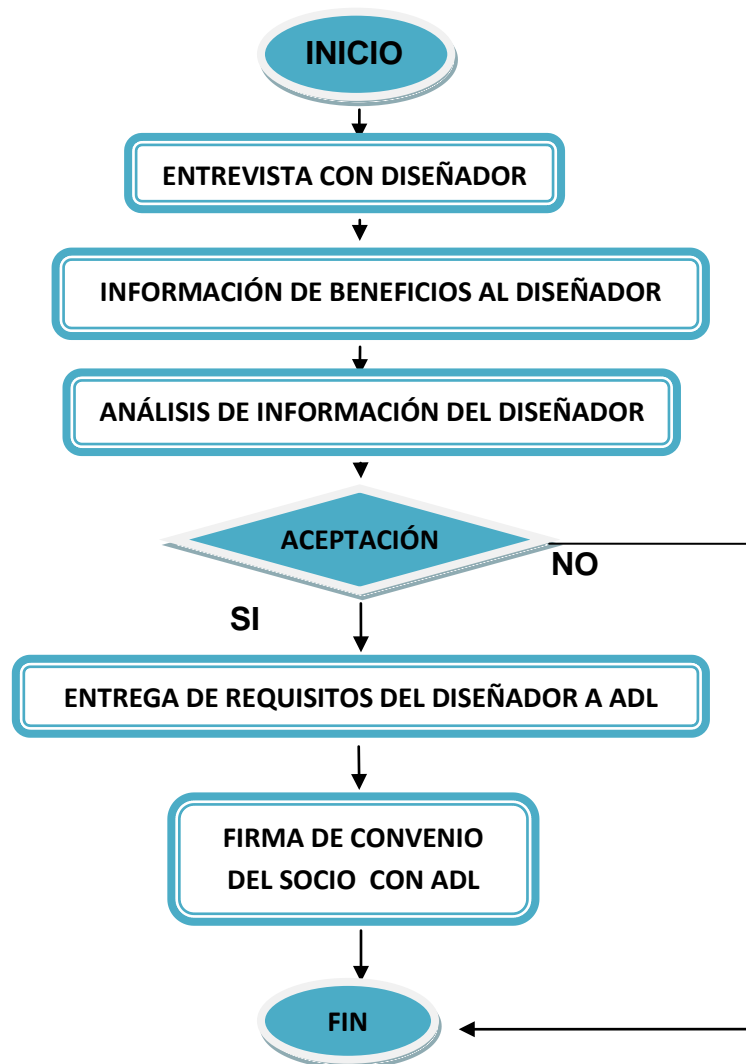 INICIO
ENTREVISTA CON DISEÑADOR
INFORMACIÓN DE BENEFICIOS AL DISEÑADOR
ANÁLISIS DE INFORMACIÓN DEL DISEÑADOR
ACEPTACIÓN
NO
SI
ENTREGA DE REQUISITOS DEL DISEÑADOR A ADL
FIRMA DE CONVENIO
DEL SOCIO CON ADL
FIN